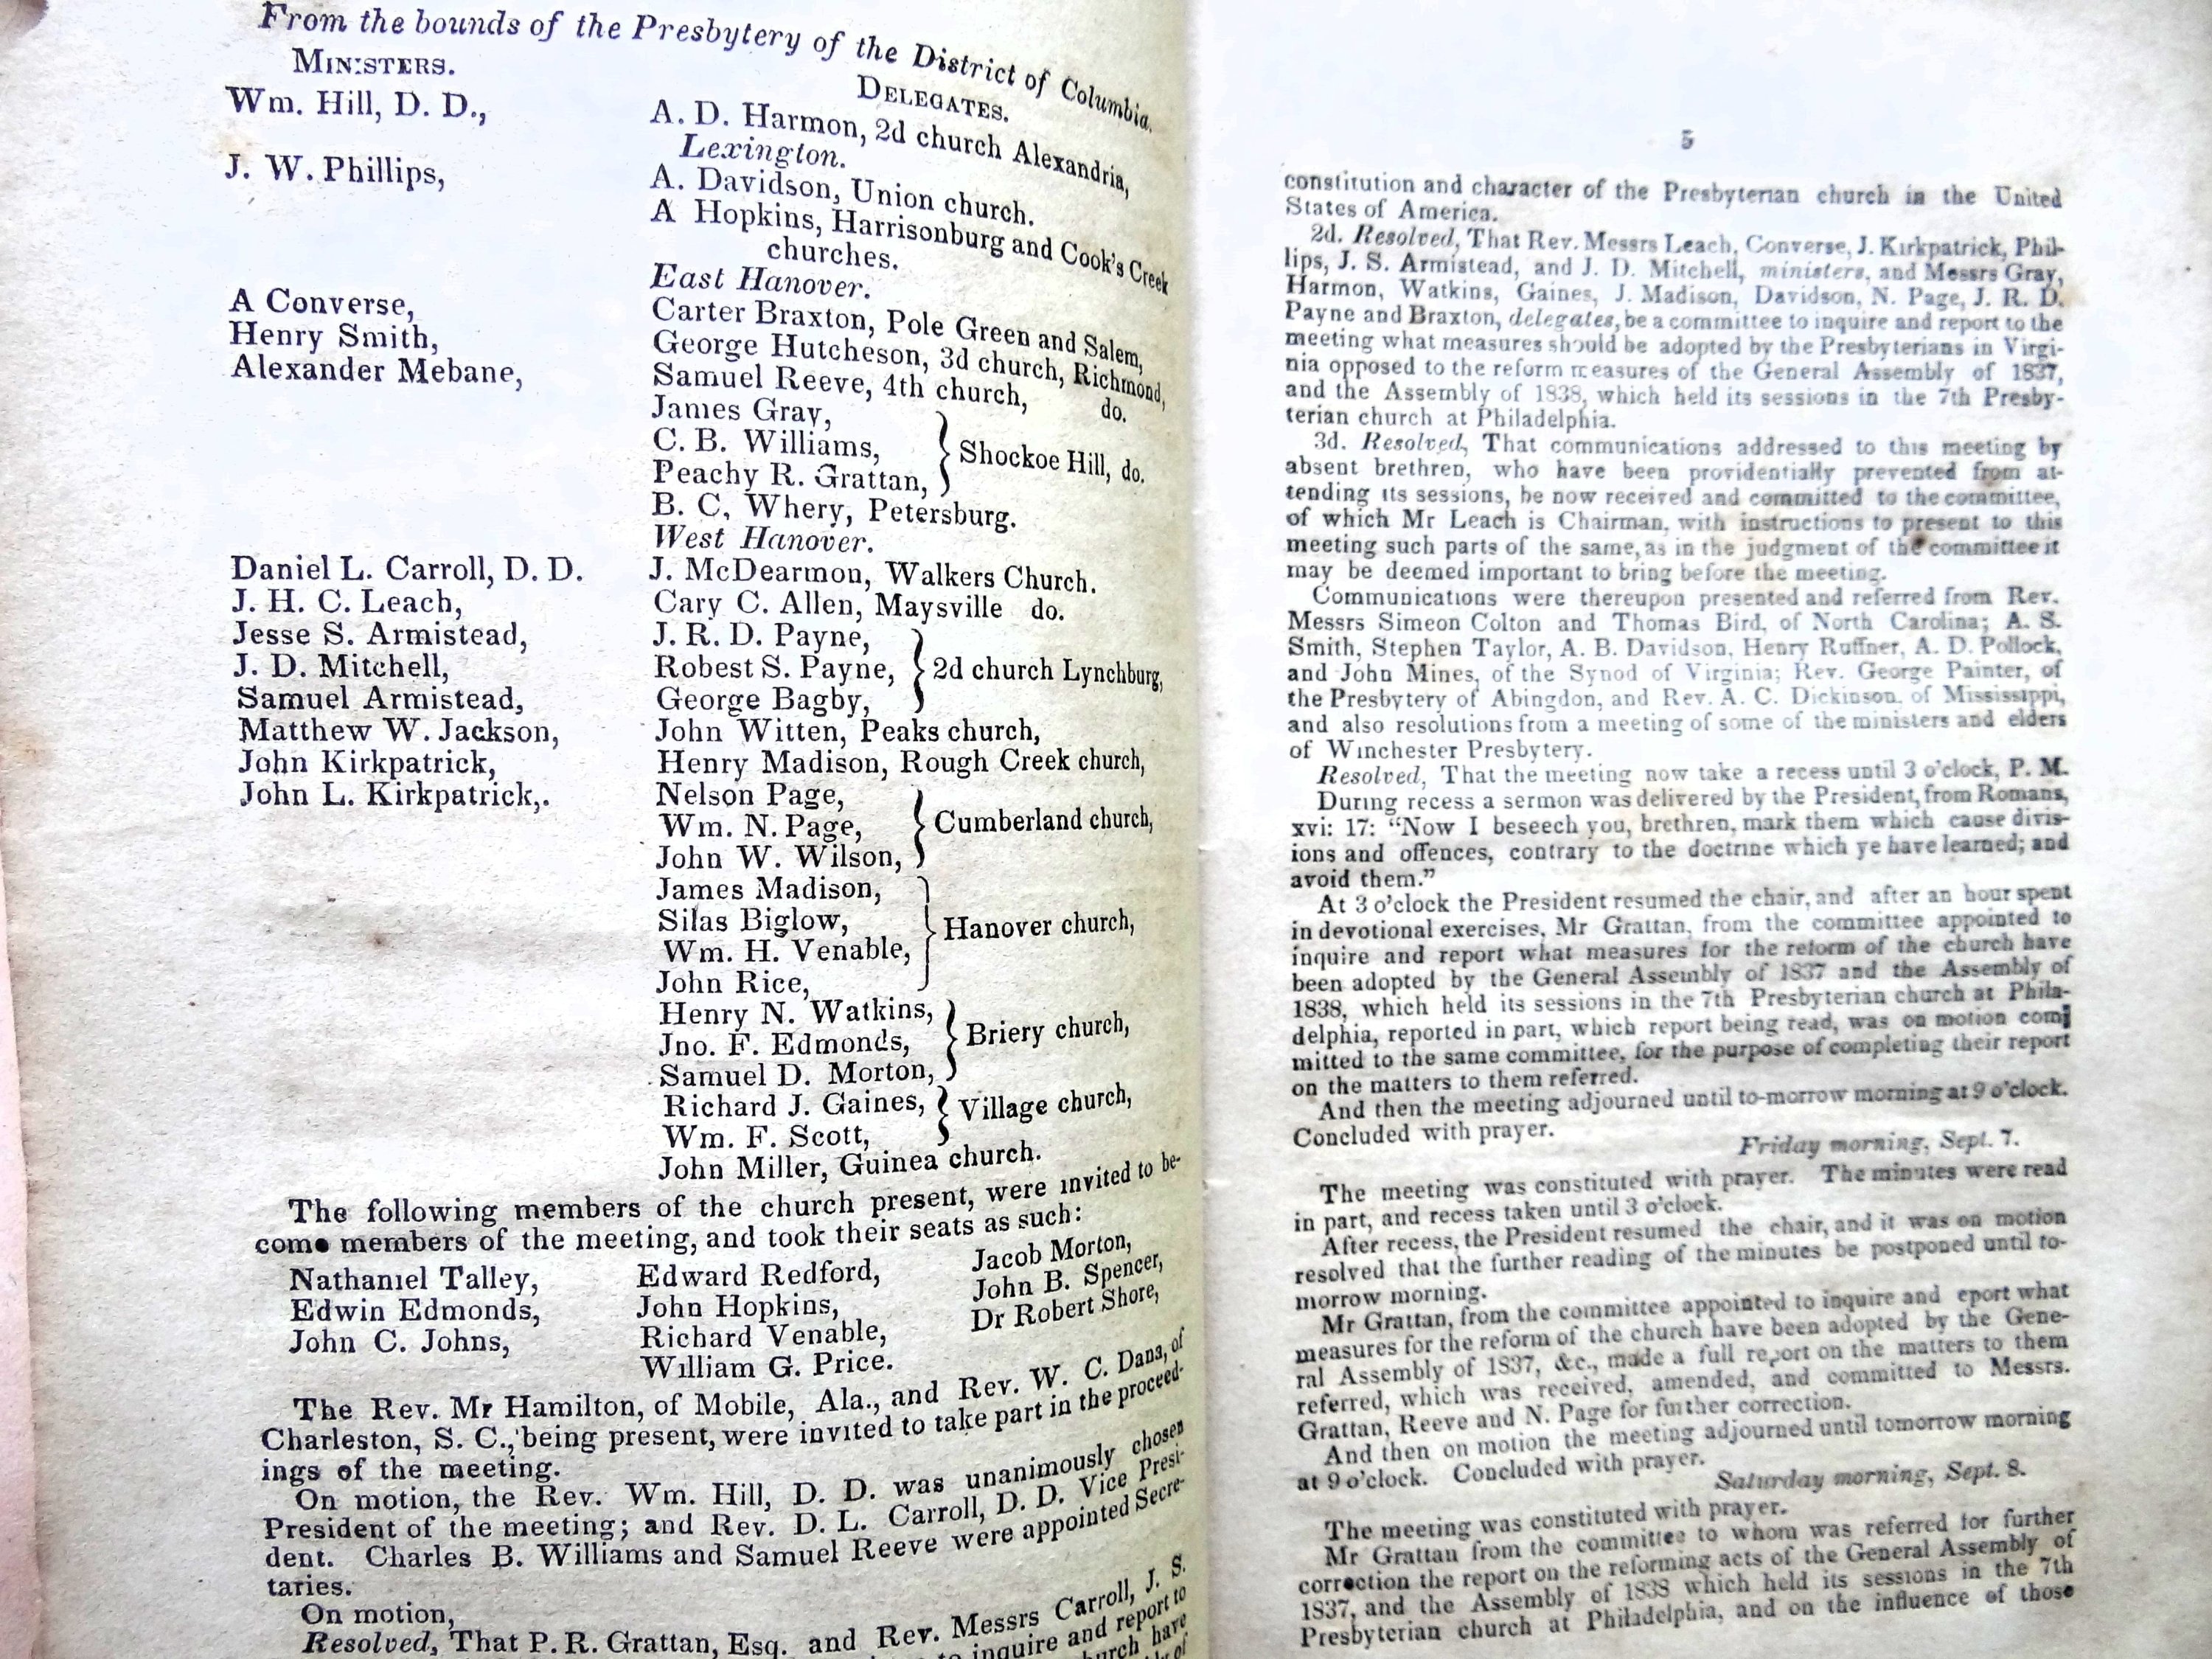 From the bounds of the Presbytery of the District of Columbia.
MINISTERS. DELEGATES.
Wm. Hill, D. D., A. D. Harmon, 2d church Alexandria,
Lexington.
J. W. Phillips, A. Davidson, Union church.
A Hopkins, Harrisonburg and Cook's Creek
churches.
East Hanover.
A Converse, Carter Braxton, Pole Green and Salem,
Henry Smith, George Hutcheson, 3d church, Richmond,
Alexander Mebane, Samuel Reeve, 4th church, do.
James Gray,
C. B. Williams, } Shockoe Hill, do.
Peachy R. Grattan,
B. C, Whery, Petersburg.
West Hanover.
Daniel L. Carroll, D. D. J. McDearmon, Walkers Church.
J. H. C. Leach, Cary C. Allen, Maysville do.
Jesse S. Armistead, J. R. D. Payne,
J. D. Mitchell, Robest S. Payne, } 2d church Lynchburg,
Samuel Armistead, George Bagby,
Matthew W. Jackson, John Witten, Peaks church,
John Kirkpatrick, Henry Madison, Rough Creek church,
John L. Kirkpatrick,. Nelson Page,
Wm. N. Page, } Cumberland church,
John W. Wilson,
James Madison,
Silas Biglow, } Hanover church,
Wm. H. Venable,
John Rice,
Henry N. Watkins,
Jno. F. Edmonds, } Briery church,
Samuel D. Morton,
Richard J. Gaines, } Village church,
Wm. F. Scott,
John Miller, Guinea church.
The following members of the church present, were invited to be-
come members of the meeting, and took their seats as such:
Nathaniel Talley, Edward Redford, Jacob Morton,
Edwin Edmonds, John Hopkins, John B. Spencer,
John C. Johns, Richard Venable, Dr Robert Shore,
William G. Price.
The Rev. Mr Hamilton, of Mobile, Ala., and Rev. W. C. Dana, of
Charleston, S. C., being present, were invited to take part in the proceed-
ings of the meeting.
On motion, the Rev. Wm. Hill, D. D. was unanimously chosen
President of the meeting; and Rev. D. L. Carroll, D. D. Vice Presi-
dent. Charles B. Williams and Samuel Reeve were appointed Secre-
taries.
On motion,
Resolved, That P. R. Grattan, Esq. and Rev. Messrs Carroll, J. S.
to inquire and report to
church have
of
5
constitution and character of the Presbyterian church in the United
States of America.
2d. Resolved, That Rev. Messrs Leach, Converse, J. Kirkpatrick, Phil-
lips, J. S. Armistead, and J. D. Mitchell, ministers, and Messrs Gray,
Harmon, Watkins, Gaines, J. Madison, Davidson, N. Page, J. R. D.
Payne and Braxton, delegates, be a committee to inquire and report to the
meeting what measures should be adopted by the Presbyterians in Virgi-
nia opposed to the reform measures of the General Assembly of 1837,
and the Assembly of 1838, which held its sessions in the 7th Presby-
terian church at Philadelphia.
3d. Resolved, That communications addressed to this meeting by
absent brethren, who have been providentially prevented from at-
tending its sessions, be now received and committed to the committee,
of which Mr Leach is Chairman, with instructions to present to this
meeting such parts of the same, as in the judgment of the committee it
may be deemed important to bring before the meeting.
Communications were thereupon presented and referred from Rev.
Messrs Simeon Colton and Thomas Bird, of North Carolina; A. S.
Smith, Stephen Taylor, A. B. Davidson, Henry Ruffner, A. D. Pollock,
and John Mines, of the Synod of Virginia; Rev. George Painter, of
the Presbytery of Abingdon, and Rev. A. C. Dickinson, of Mississippi,
and also resolutions from a meeting of some of the ministers and elders
of Winchester Presbytery.
Resolved, That the meeting now take a recess until 3 o'clock, P. M.
During recess a sermon was delivered by the President, from Romans,
xvi: 17: "Now I beseech you, brethren, mark them which cause divis-
ions and offences, contrary to the doctrine which ye have learned; and
avoid them."
At 3 o'clock the President resumed the chair, and after an hour spent
in devotional exercises, Mr Grattan, from the committee appointed to
inquire and report what measures for the reform of the church have
been adopted by the General Assembly of 1837 and the Assembly of
1838, which held its sessions in the 7th Presbyterian church at Phila-
delphia, reported in part, which report being read, was on motion com-
mitted to the same committee, for the purpose of completing their report
on the matters to them referred.
And then the meeting adjourned until to-morrow morning at 9 o'clock.
Concluded with prayer.
Friday morning, Sept. 7.
The meeting was constituted with prayer. The minutes were read
in part, and recess taken until 3 o'clock.
After recess, the President resumed the chair, and it was on motion
resolved that the further reading of the minutes be postponed until to-
morrow morning.
Mr Grattan, from the committee appointed to inquire and eport what
measures for the reform of the church have been adopted by the Gene-
ral Assembly of 1837, &c., made a full report on the matters to them
referred, which was received, amended, and committed to Messrs.
Grattan, Reeve and N. Page for further correction.
And then on motion the meeting adjourned until tomorrow morning
at 9 o'clock. Concluded with prayer.
Saturday morning, Sept. 8.
The meeting was constituted with prayer.
Mr Grattan from the committee to whom was referred for further
correction the report on the reforming acts of the General Assembly of
1837, and the Assembly of 1838 which held its sessions in the 7th
Presbyterian church at Philadelphia, and on the influence of those